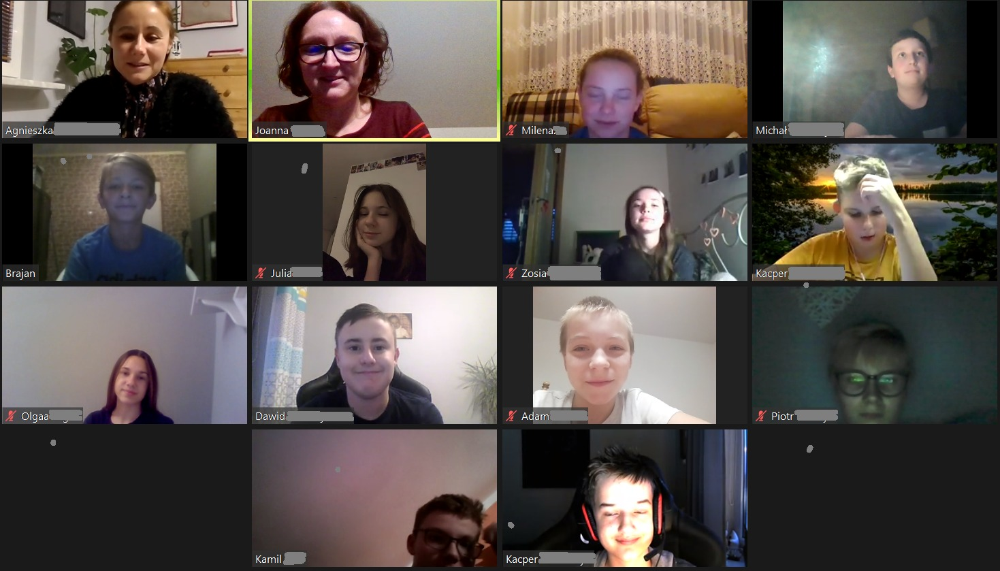 Agnieszka
Joanna
Milena
Michał
Brajan
Julia
Zosia
Kacper
Olgaa
Dawid
Adam
Piotr
Kamil
Kacper